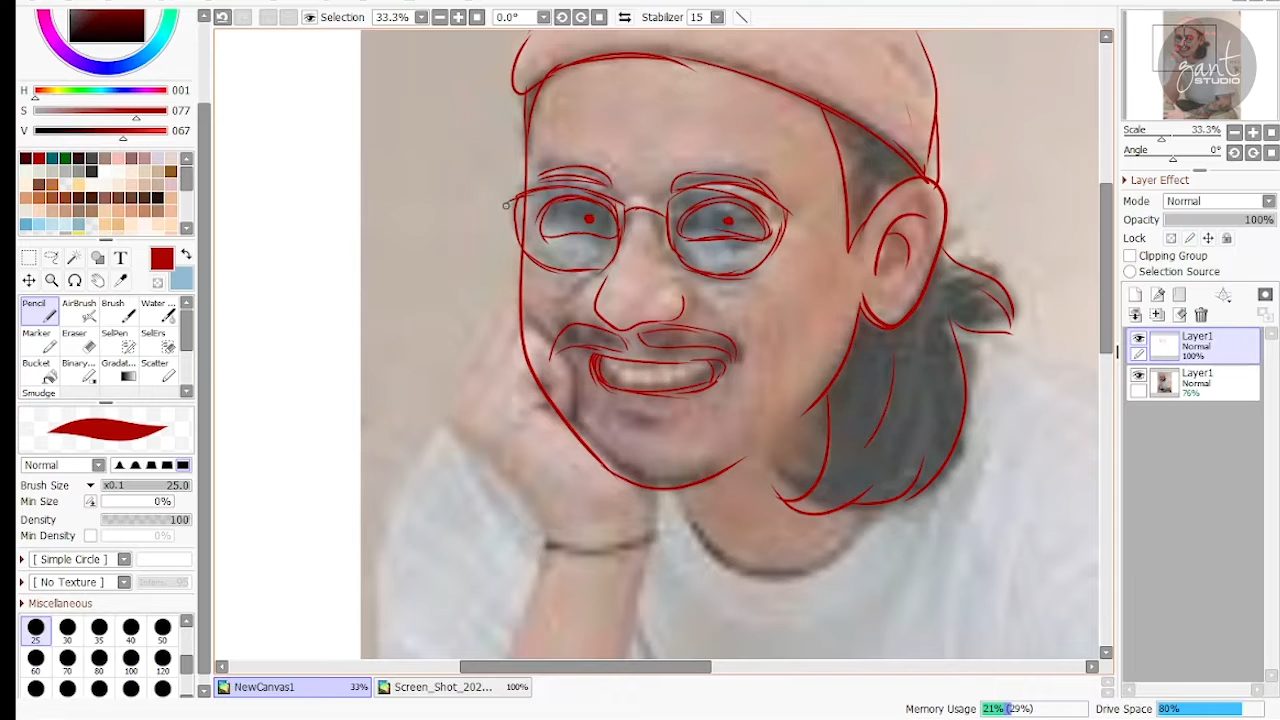 Selection 33.3% 0.0° Stabilizer 15
H 001
S 077
V 067
gant
STUDIO
Scale 33.3%
Angle 0°
Layer Effect
Mode Normal
Opacity 100%
Lock
Clipping Group
Selection Source
T
Pencil AirBrush Brush Water ...
Marker Eraser SelPen SelErs
Bucket Binary... Gradat... Scatter
Smudge
Layer1
Normal
100%
Layer1
Normal
76%
Normal
Brush Size x0.1 25.0
Min Size 0%
Density 100
Min Density 0%
[ Simple Circle ]
[ No Texture ] 95
Miscellaneous
25 30 35 40 50
60 70 80 100 120
NewCanvas1 33% Screen_Shot_202... 100%
Memory Usage 21% (29%) Drive Space 80%